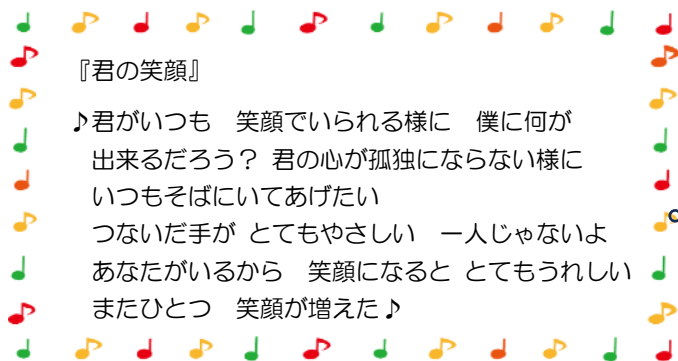 『君の笑顔』
♪君がいつも　笑顔でいられる様に　僕に何が
出来るだろう？ 君の心が孤独にならない様に
いつもそばにいてあげたい
つないだ手が とてもやさしい　一人じゃないよ
あなたがいるから　笑顔になると とてもうれしい
またひとつ　笑顔が増えた♪